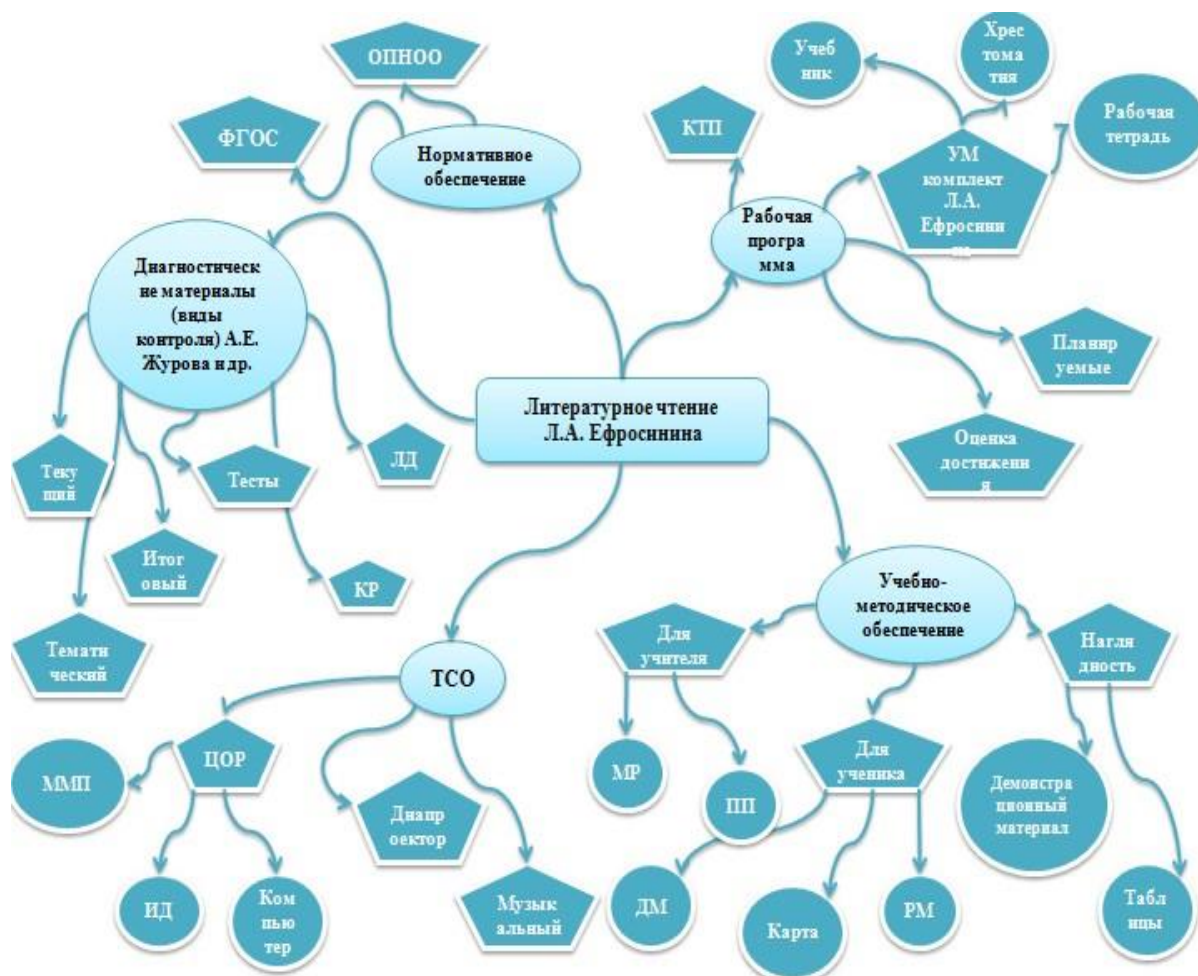 ОПНОО
ФГОС
Нормативное
обеспечение
Учеб
ник
Хрес
тома
тия
Рабочая
тетрадь
КТП
УМ
комплект
Л.А.
Ефросинин
Рабочая
програ
мма
Планир
уемые
Оценка
достижени
я
Диагностическ
ие материалы
(виды
контроля) А.Е.
Журова и др.
Литературное чтение
Л.А. Ефросинина
Теку
щий
Тесты
ЛД
Итог
овый
КР
Темати
ческий
ТСО
ЦОР
ММП
ИД
Ком
пью
тер
Диапр
оектор
Музык
альный
Учебно-
методическое
обеспечение
Для
учителя
МР
ПП
Для
ученика
ДМ
Карта
РМ
Нагля
дность
Демонстра
ционный
материал
Табл
ицы